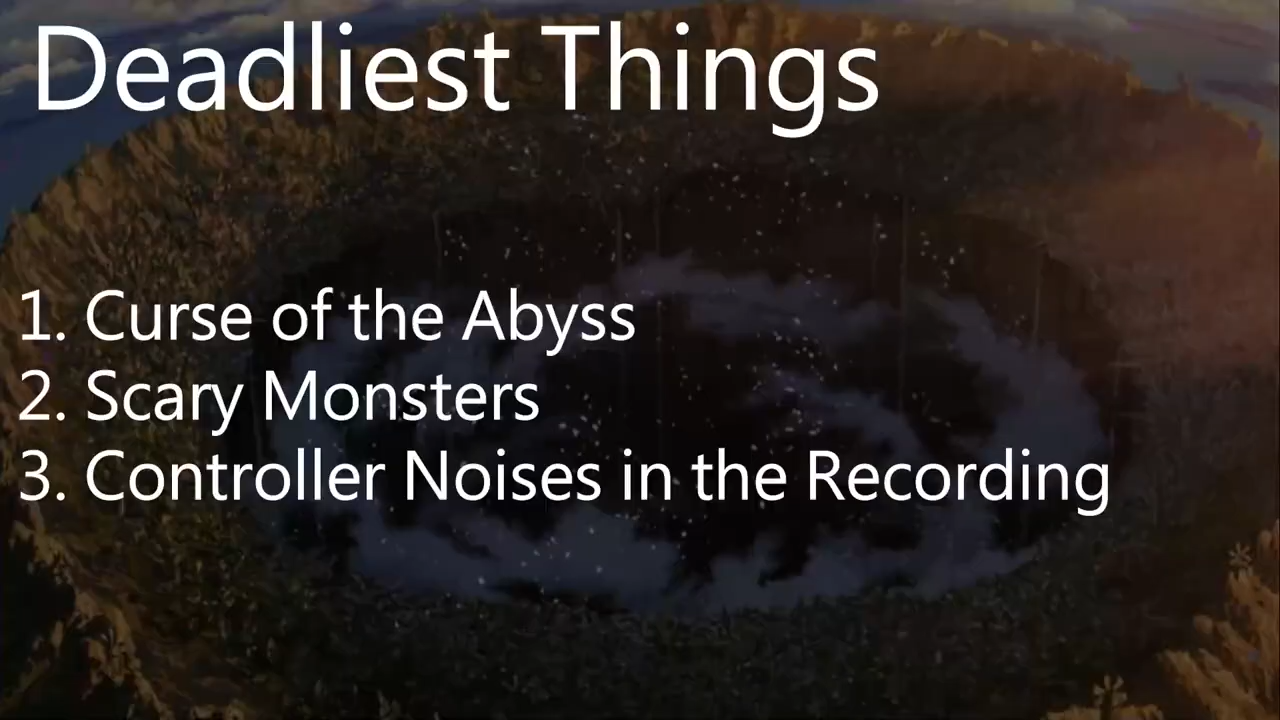 Deadliest Things
1. Curse of the Abyss
2. Scary Monsters
3. Controller Noises in the Recording